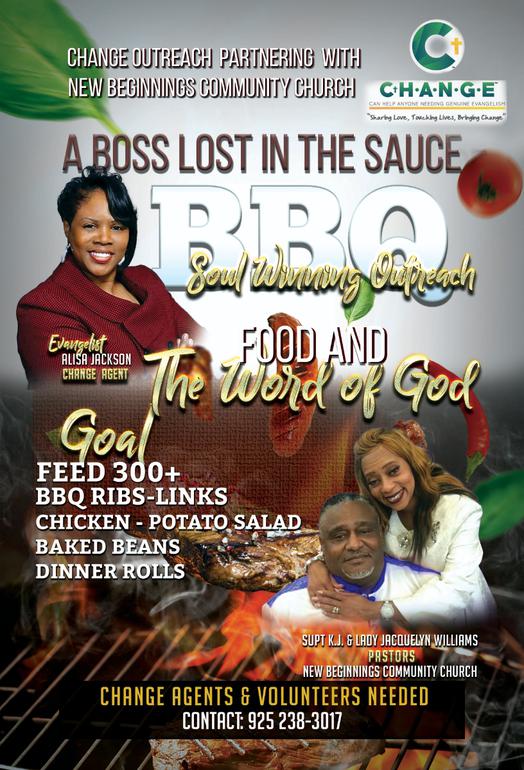 CHANGE OUTREACH PARTNERING WITH
NEW BEGINNINGS COMMUNITY CHURCH
C
C·H·A·N·G·E™
CAN HELP ANYONE NEEDING GENUINE EVANGELISM
"Sharing Love, Touching Lives, Bringing Change"
A BOSS LOST IN THE SAUCE
BBQ
Soul Winning Outreach
FOOD AND
The Word of God
Evangelist
ALISA JACKSON
CHANGE AGENT
Goal
FEED 300+
BBQ RIBS-LINKS
CHICKEN - POTATO SALAD
BAKED BEANS
DINNER ROLLS
SUPT K.J. & LADY JACQUELYN WILLIAMS
PASTORS
NEW BEGINNINGS COMMUNITY CHURCH
CHANGE AGENTS & VOLUNTEERS NEEDED
CONTACT: 925 238-3017